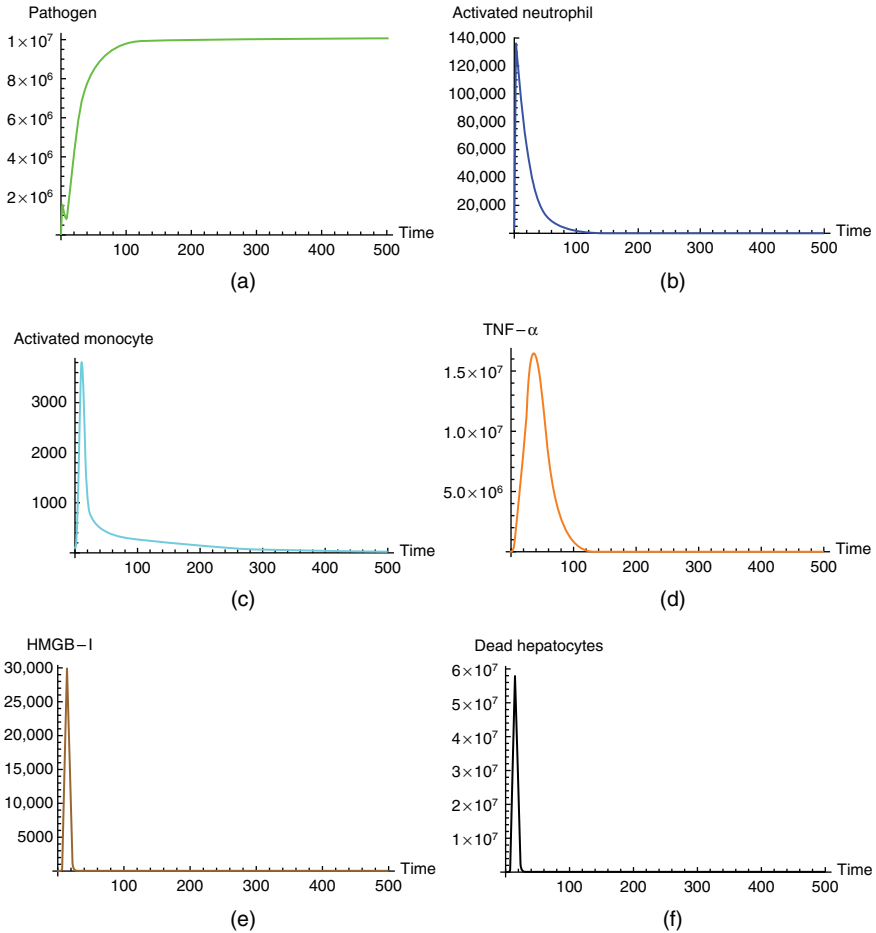 Pathogen
1×10⁷
8×10⁶
6×10⁶
4×10⁶
2×10⁶
100 200 300 400 500
Time
(a)
Activated neutrophil
140,000
120,000
100,000
80,000
60,000
40,000
20,000
100 200 300 400 500
Time
(b)
Activated monocyte
3000
2000
1000
100 200 300 400 500
Time
(c)
TNF−α
1.5×10⁷
1.0×10⁷
5.0×10⁶
100 200 300 400 500
Time
(d)
HMGB−I
30,000
25,000
20,000
15,000
10,000
5000
100 200 300 400 500
Time
(e)
Dead hepatocytes
6×10⁷
5×10⁷
4×10⁷
3×10⁷
2×10⁷
1×10⁷
100 200 300 400 500
Time
(f)